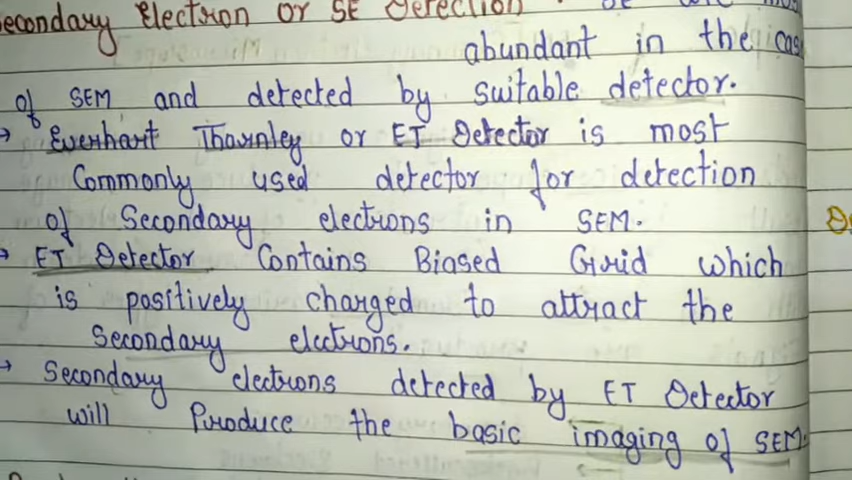 Secondary Electron or SE Detection : SE are most
abundant in the case
of SEM and detected by suitable detector.
→ Everhart Thornley or ET Detector is most
Commonly used detector for detection
of Secondary electrons in SEM.
→ ET Detector Contains Biased Grid which
is positively charged to attract the
Secondary electrons.
→ Secondary electrons detected by ET Detector
will Produce the basic imaging of SEM.